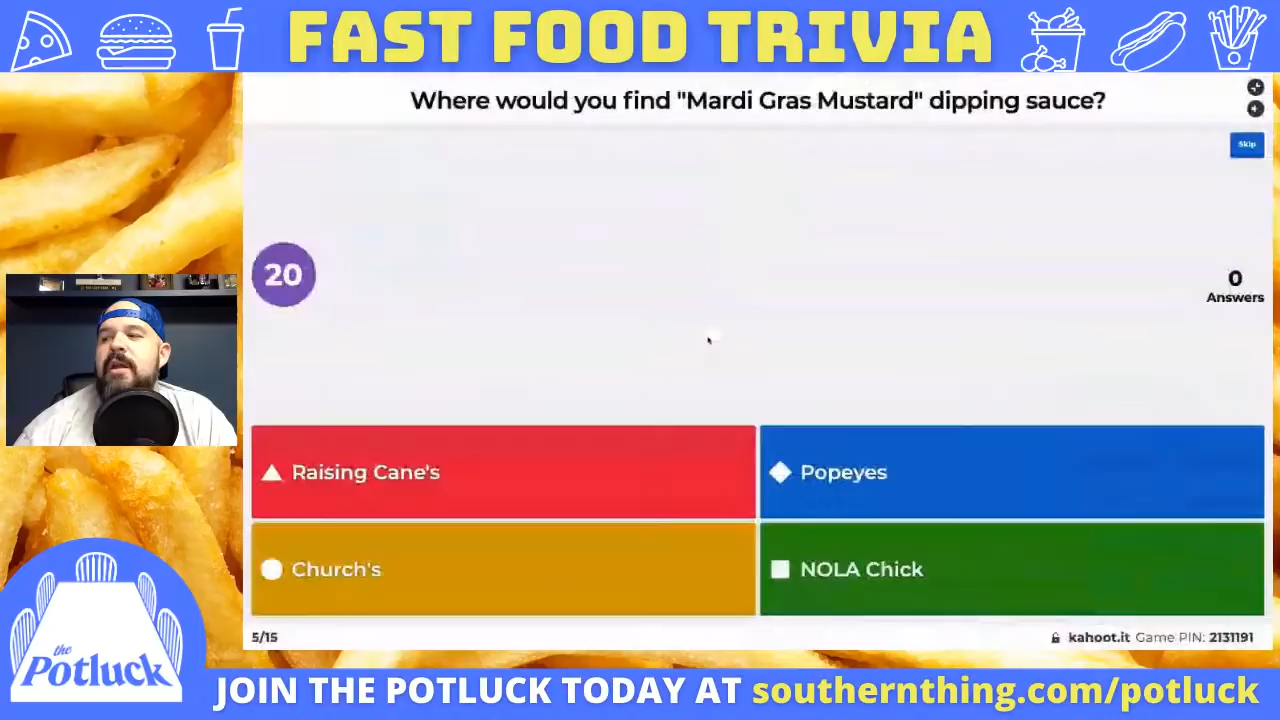 FAST FOOD TRIVIA
Where would you find "Mardi Gras Mustard" dipping sauce?
Skip
20
0
Answers
Raising Cane's
Popeyes
Church's
NOLA Chick
5/15
kahoot.it Game PIN: 2131191
the
Potluck
JOIN THE POTLUCK TODAY AT southernthing.com/potluck